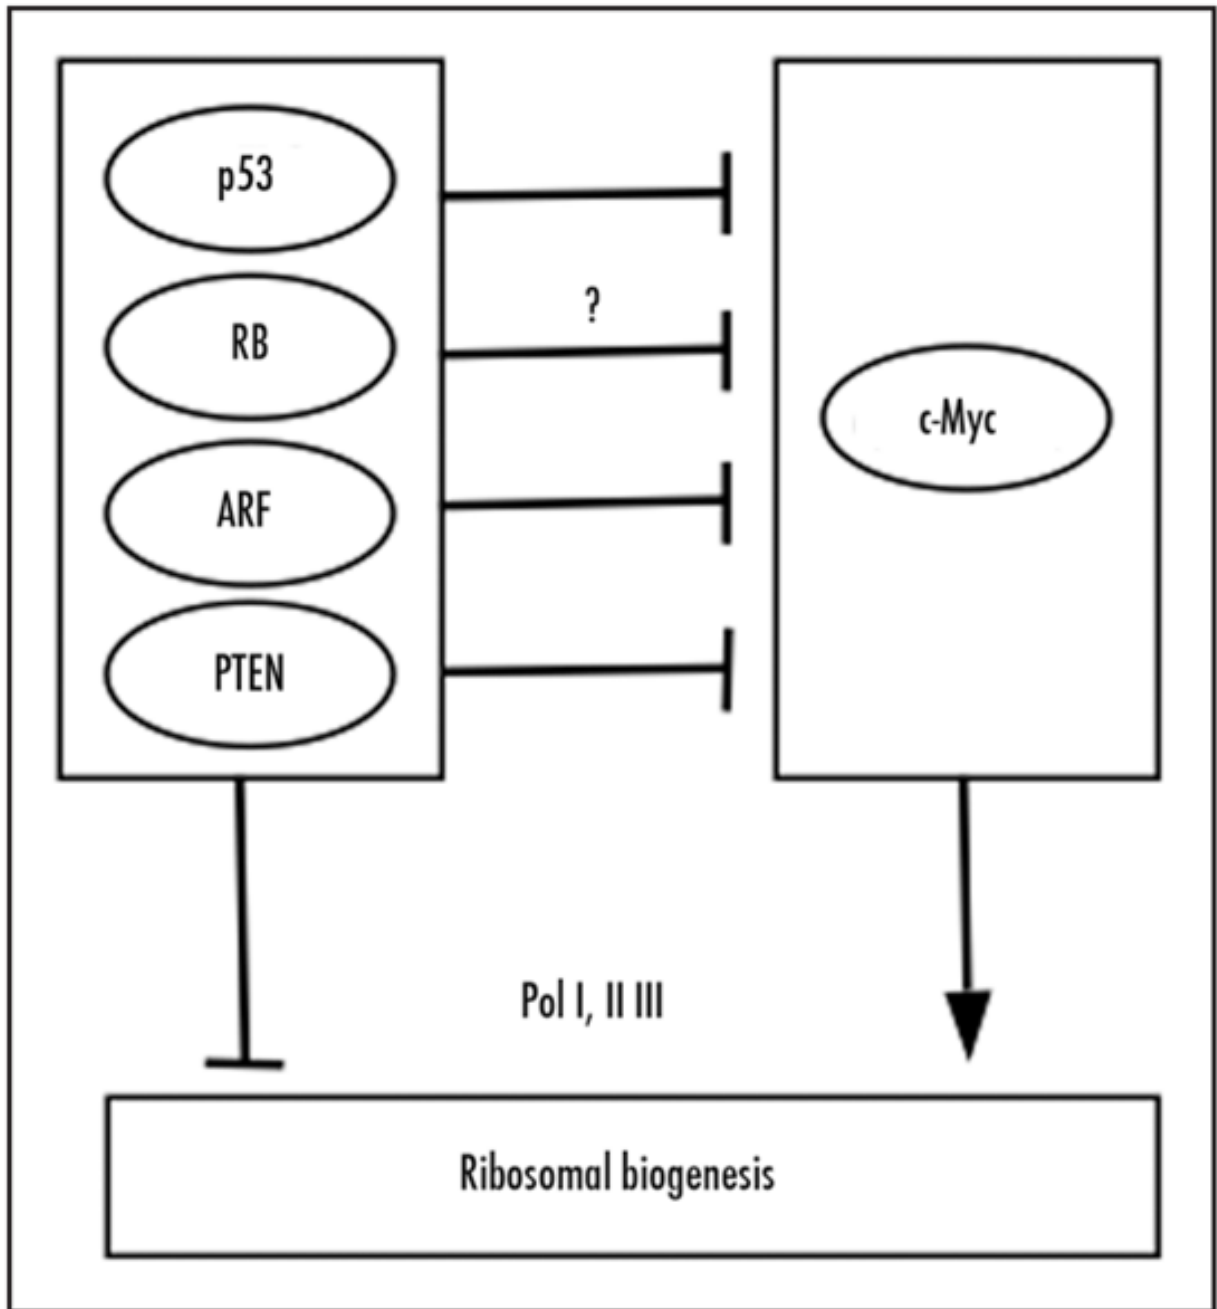 p53
?
RB
ARF
c-Myc
PTEN
Pol I, II III
Ribosomal biogenesis